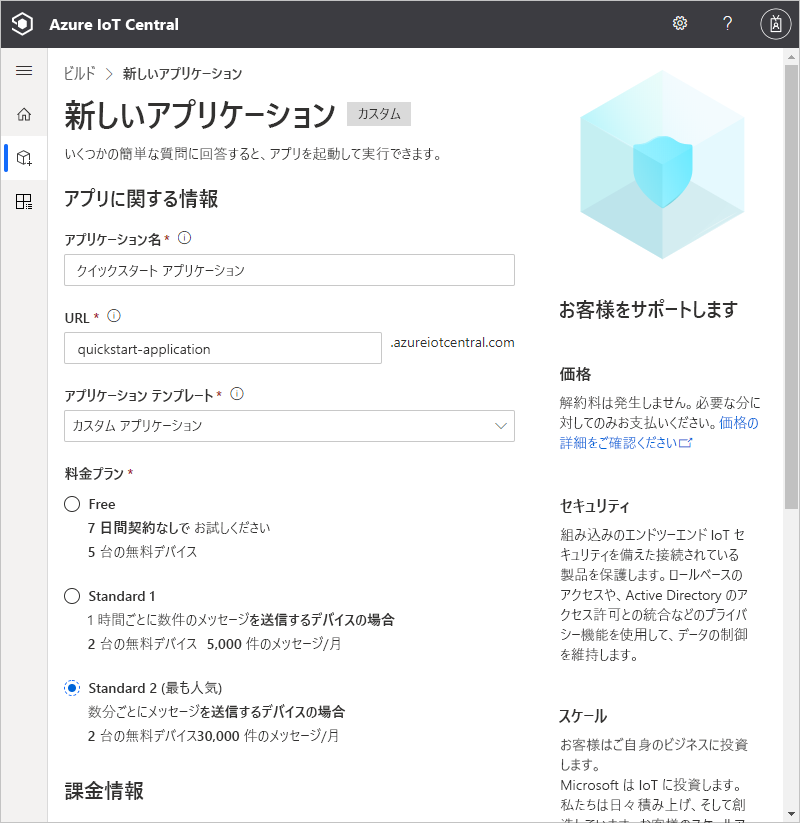 Azure IoT Central
ビルド > 新しいアプリケーション
新しいアプリケーション カスタム
いくつかの簡単な質問に回答すると、アプリを起動して実行できます。
アプリに関する情報
アプリケーション名 *
クイックスタート アプリケーション
URL *
quickstart-application .azureiotcentral.com
アプリケーション テンプレート *
カスタム アプリケーション
料金プラン *
Free
7 日間契約なしで お試しください
5 台の無料デバイス
Standard 1
1 時間ごとに数件のメッセージを送信するデバイスの場合
2 台の無料デバイス 5,000 件のメッセージ/月
Standard 2 (最も人気)
数分ごとにメッセージを送信するデバイスの場合
2 台の無料デバイス30,000 件のメッセージ/月
課金情報
お客様をサポートします
価格
解約料は発生しません。必要な分に
対してのみお支払いください。価格の
詳細をご確認ください
セキュリティ
組み込みのエンドツーエンド IoT セ
キュリティを備えた接続されている
製品を保護します。ロールベースの
アクセスや、Active Directory のア
クセス許可との統合などのプライバ
シー機能を使用して、データの制御
を維持します。
スケール
お客様はご自身のビジネスに投資
します。
Microsoft は IoT に投資します。
私たちは日々積み上げ、そして創
造しています。お客様のスケールア